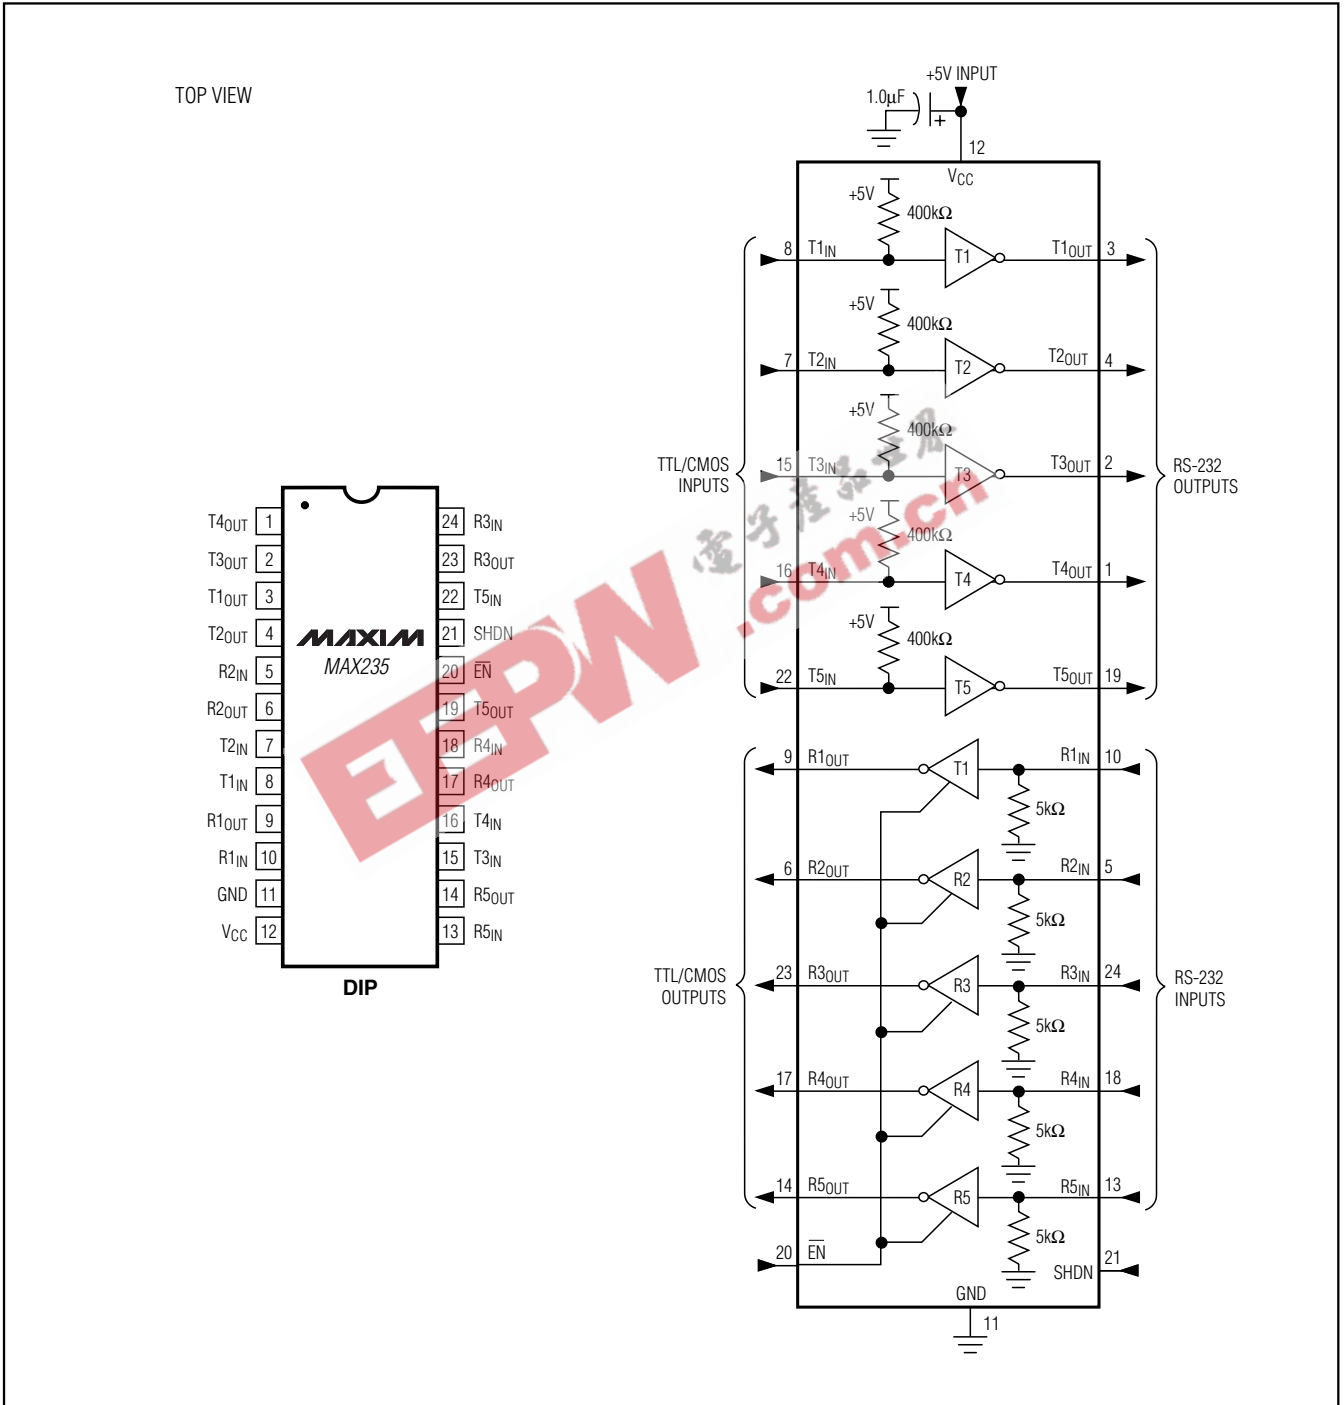 TOP VIEW
+5V INPUT
1.0μF
+
12
VCC
+5V
400kΩ
8 T1IN T1 T1OUT 3
+5V
400kΩ
7 T2IN T2 T2OUT 4
+5V
400kΩ
15 T3IN T3 T3OUT 2
+5V
400kΩ
16 T4IN T4 T4OUT 1
+5V
400kΩ
22 T5IN T5 T5OUT 19
TTL/CMOS
INPUTS
RS-232
OUTPUTS
9 R1OUT T1 R1IN 10
5kΩ
6 R2OUT R2 R2IN 5
5kΩ
23 R3OUT R3 R3IN 24
5kΩ
17 R4OUT R4 R4IN 18
5kΩ
14 R5OUT R5 R5IN 13
5kΩ
TTL/CMOS
OUTPUTS
RS-232
INPUTS
20 E̅N̅
SHDN 21
GND
11
T4OUT 1 24 R3IN
T3OUT 2 23 R3OUT
T1OUT 3 22 T5IN
T2OUT 4 21 SHDN
R2IN 5 20 E̅N̅
R2OUT 6 19 T5OUT
T2IN 7 18 R4IN
T1IN 8 17 R4OUT
R1OUT 9 16 T4IN
R1IN 10 15 T3IN
GND 11 14 R5OUT
VCC 12 13 R5IN
MAXIM
MAX235
DIP
EEPW.com.cn
電子產品世界